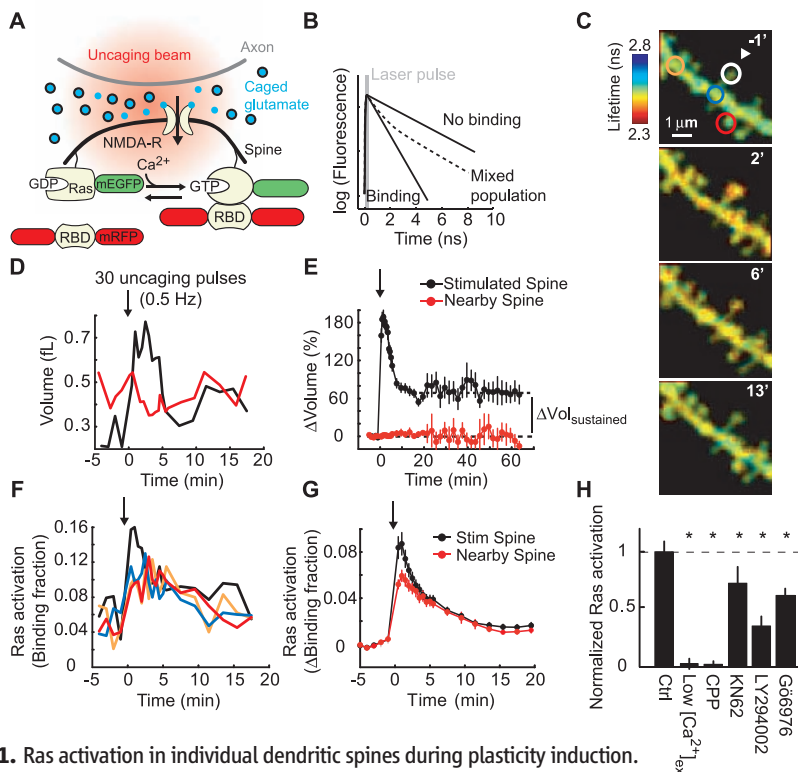 A
Uncaging beam
Axon
Caged
glutamate
NMDA-R
Ca2+
Spine
GDP
Ras
mEGFP
GTP
RBD
mRFP
RBD
B
Laser pulse
No binding
Mixed
population
Binding
log (Fluorescence)
0 2 4 6 8 10
Time (ns)
C
2.8
Lifetime (ns)
2.3
-1’
1 µm
2’
6’
13’
D
30 uncaging pulses
(0.5 Hz)
Volume (fL)
0.7
0.5
0.3
-5 0 5 10 15 20
Time (min)
E
Stimulated Spine
Nearby Spine
ΔVolume (%)
180
120
60
0
ΔVol sustained
0 20 40 60
Time (min)
F
Ras activation
(Binding fraction)
0.16
0.12
0.08
0.04
0
-5 0 5 10 15 20
Time (min)
G
Stim Spine
Nearby Spine
Ras activation
(ΔBinding fraction)
0.08
0.04
0
-5 0 5 10 15 20
Time (min)
H
Normalized Ras activation
* * * * *
1
0.5
0
Ctrl
Low [Ca2+]ex
CPP
KN62
LY294002
Gö6976
1. Ras activation in individual dendritic spines during plasticity induction.